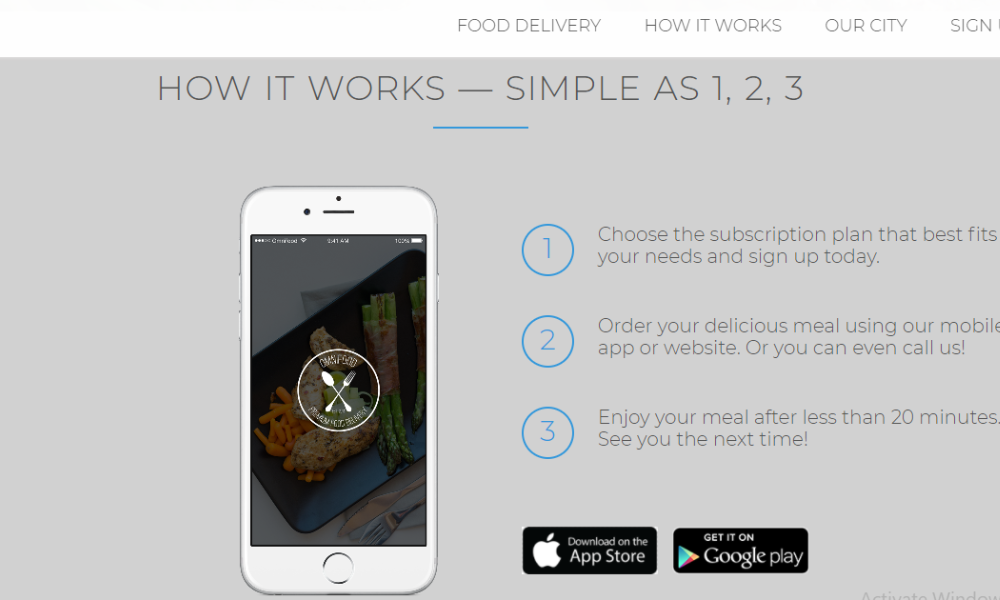 FOOD DELIVERY HOW IT WORKS OUR CITY SIGN
HOW IT WORKS — SIMPLE AS 1, 2, 3
Omnifood 9:41 AM 100%
OMNIFOOD
PREMIUM FOOD DELIVERY
1 Choose the subscription plan that best fits
your needs and sign up today.
2 Order your delicious meal using our mobile
app or website. Or you can even call us!
3 Enjoy your meal after less than 20 minutes.
See you the next time!
Download on the
App Store
GET IT ON
Google play
Activate Window